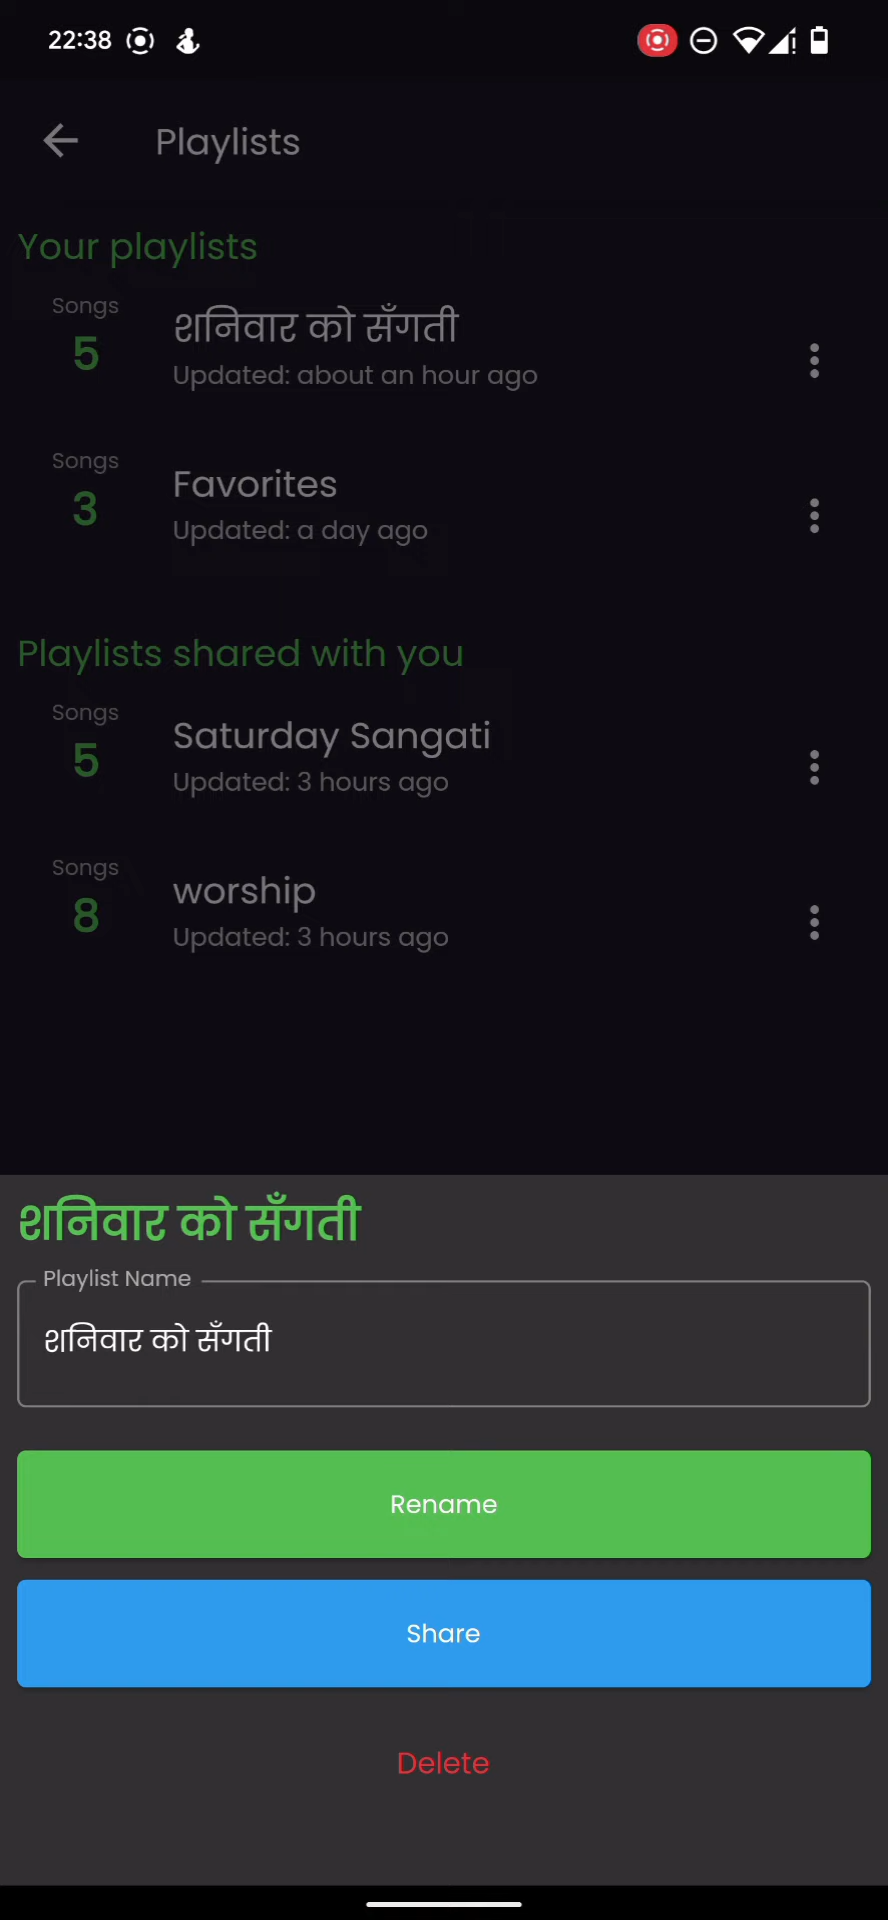 22:38
Playlists
Your playlists
Songs
5
शनिवार को सँगती
Updated: about an hour ago
Songs
3
Favorites
Updated: a day ago
Playlists shared with you
Songs
5
Saturday Sangati
Updated: 3 hours ago
Songs
8
worship
Updated: 3 hours ago
शनिवार को सँगती
Playlist Name
शनिवार को सँगती
Rename
Share
Delete